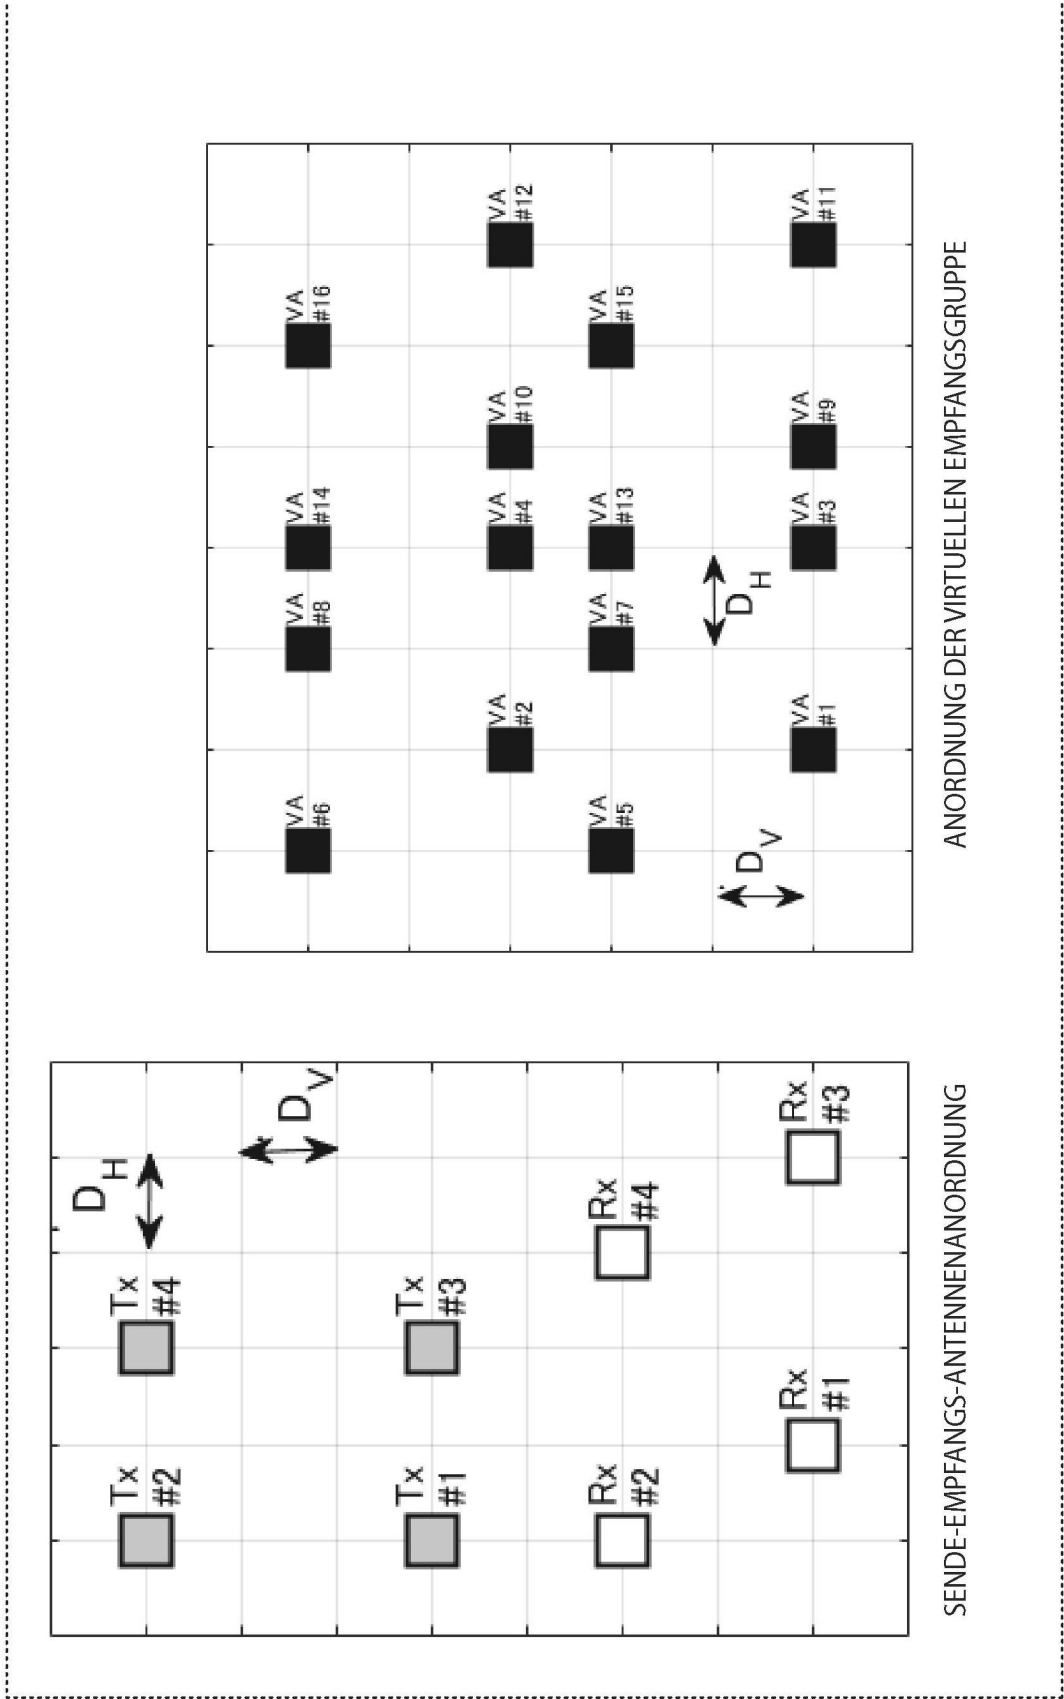 Tx
#2
Tx
#4
D_H
D_V
Tx
#1
Tx
#3
Rx
#2
Rx
#4
Rx
#1
Rx
#3
SENDE-EMPFANGS-ANTENNENANORDNUNG
VA
#6
VA
#8
VA
#14
VA
#16
VA
#2
VA
#4
VA
#10
VA
#12
VA
#5
VA
#7
VA
#13
VA
#15
D_V
D_H
VA
#1
VA
#3
VA
#9
VA
#11
ANORDNUNG DER VIRTUELLEN EMPFANGSGRUPPE